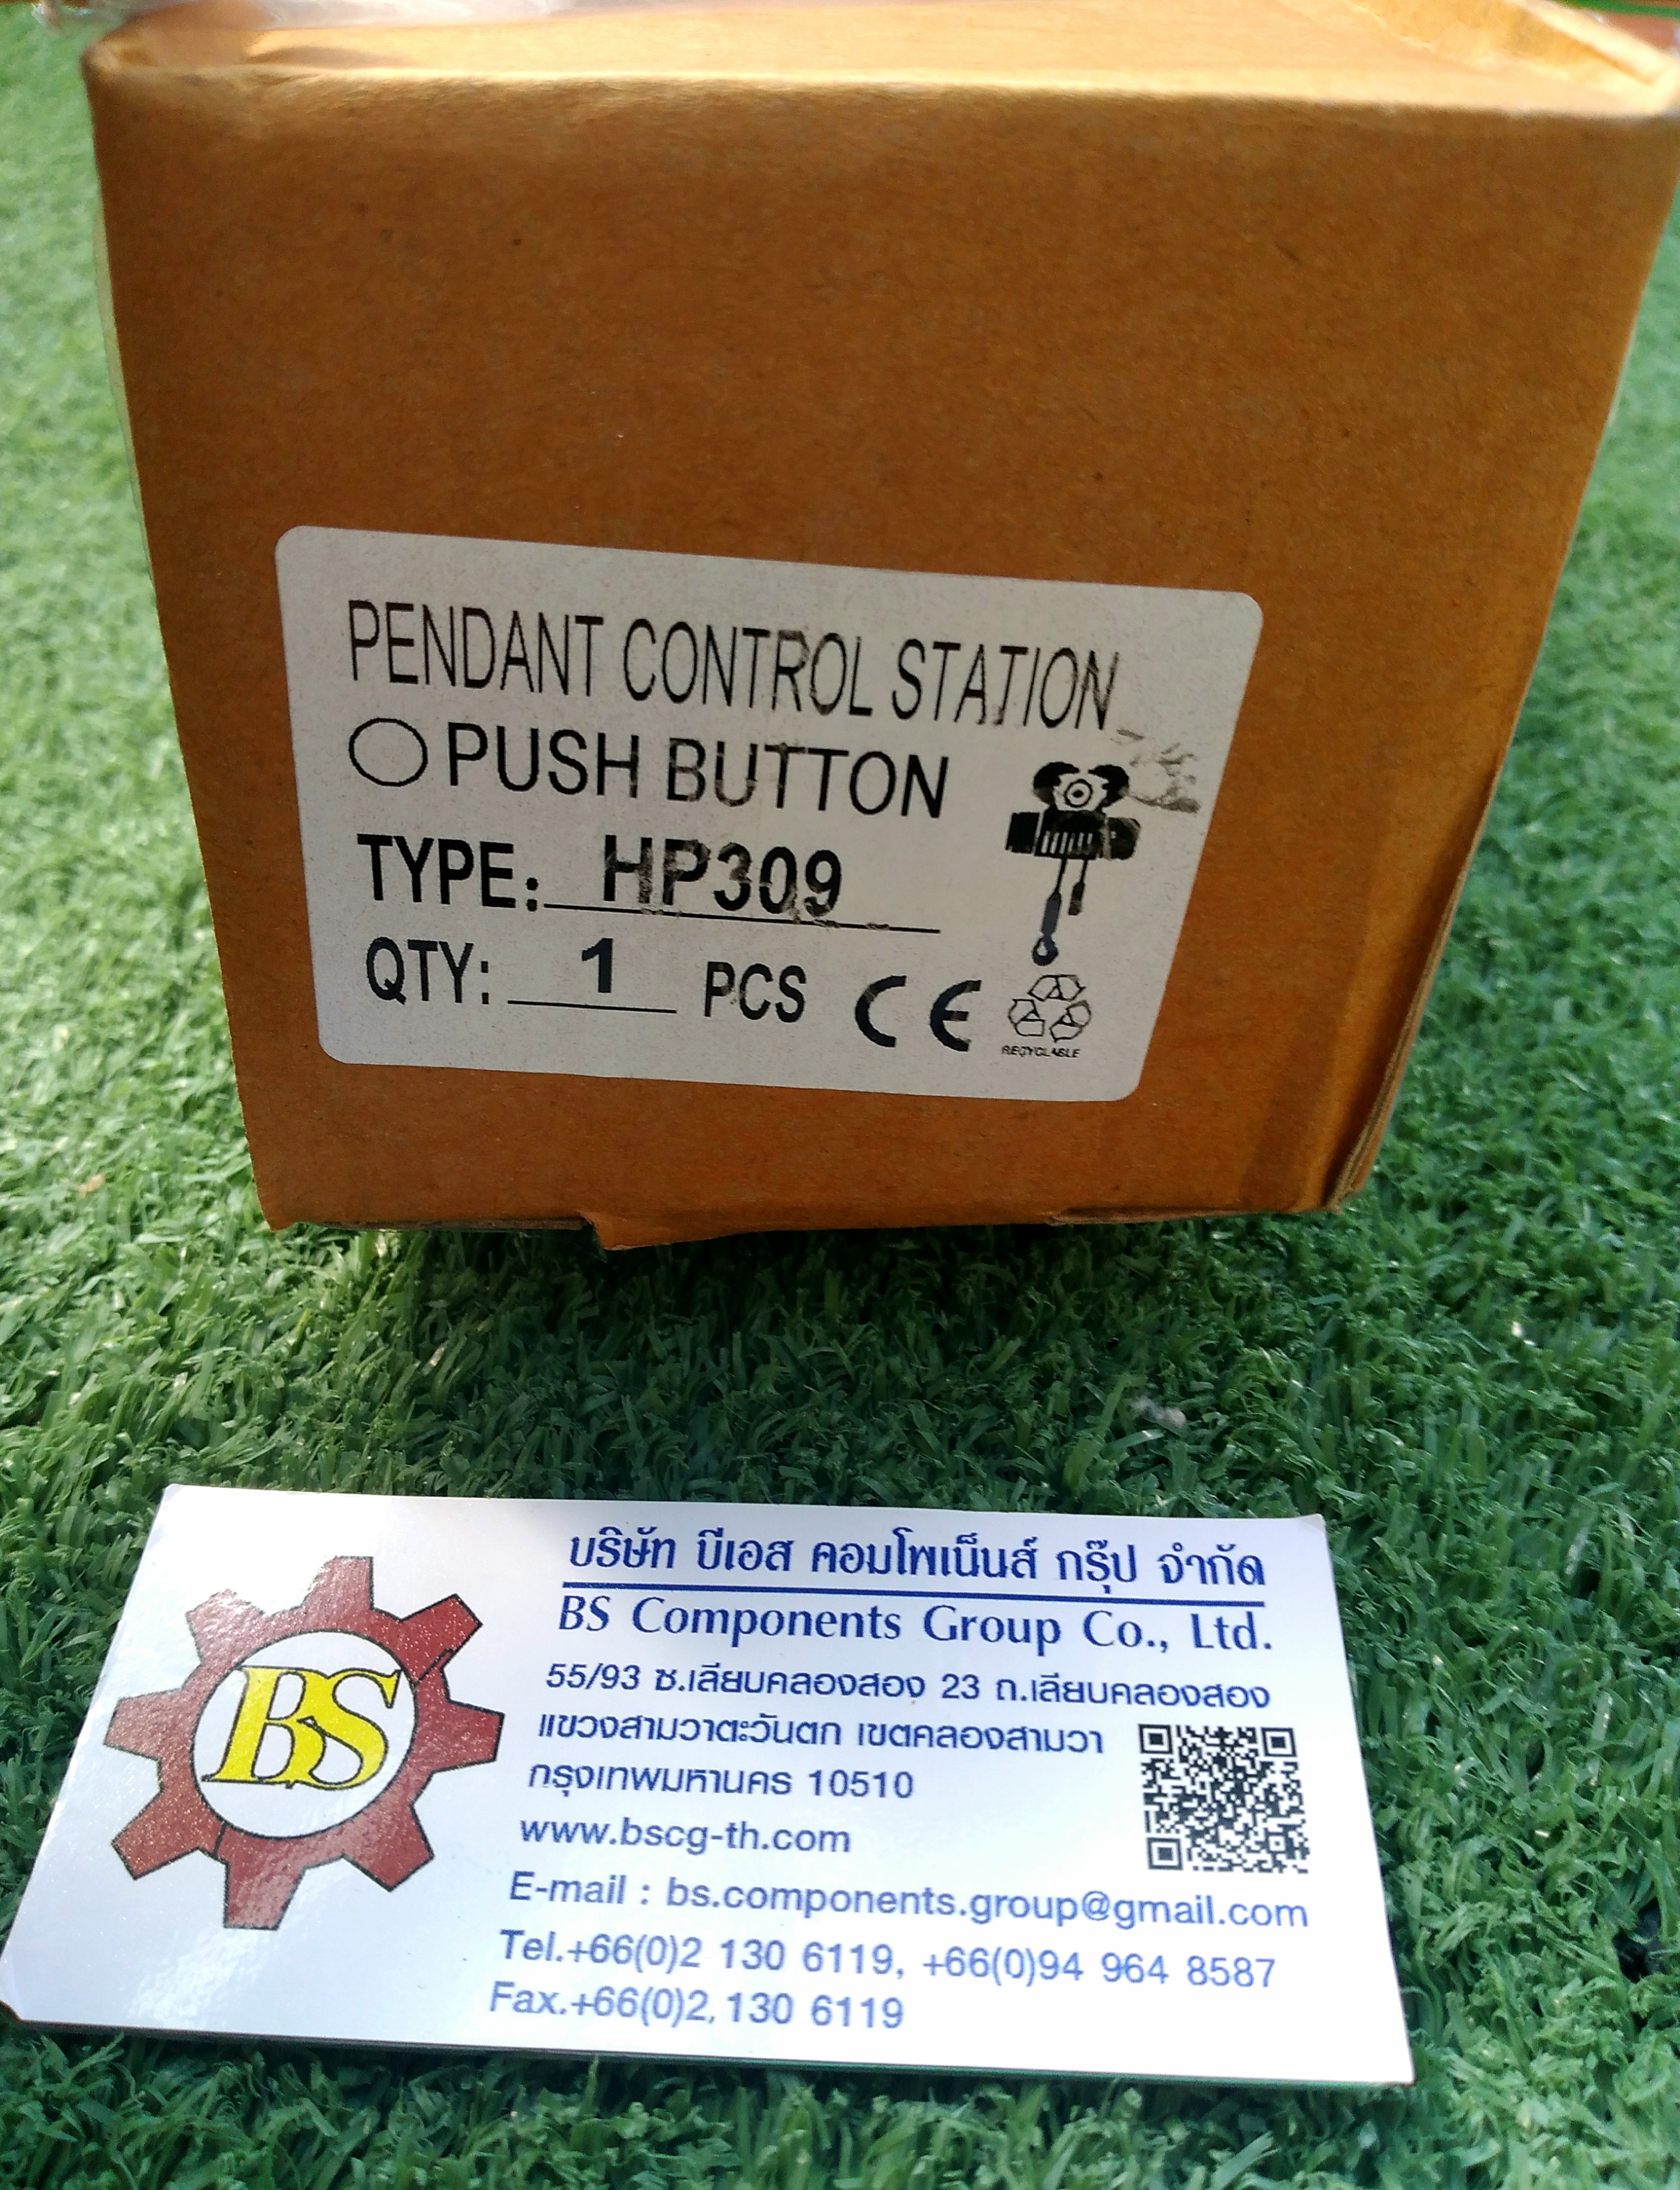 PENDANT CONTROL STATION
PUSH BUTTON
TYPE: HP309
QTY: 1 PCS CE
RECYCLABLE
บริษัท บีเอส คอมโพเน็นส์ กรุ๊ป จำกัด
BS Components Group Co., Ltd.
BS
55/93 ซ.เลียบคลองสอง 23 ถ.เลียบคลองสอง
แขวงสามวาตะวันตก เขตคลองสามวา
กรุงเทพมหานคร 10510
www.bscg-th.com
E-mail : bs.components.group@gmail.com
Tel.+66(0)2 130 6119, +66(0)94 964 8587
Fax.+66(0)2 130 6119